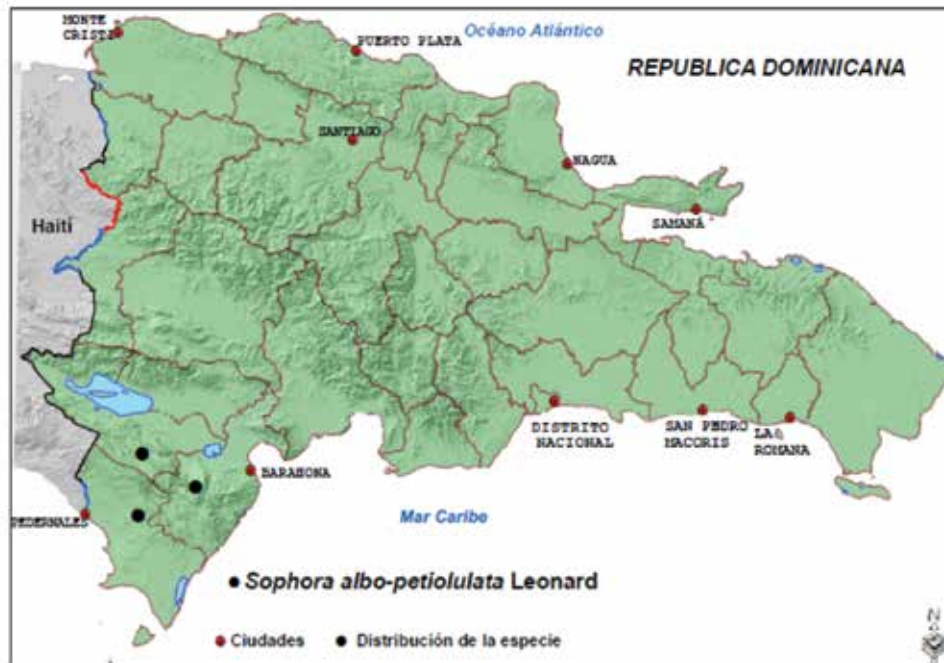 MONTE
CRISTI
PUERTO PLATA
Océano Atlántico
REPUBLICA DOMINICANA
SANTIAGO
NAGUA
SAMANÁ
Haití
DISTRITO
NACIONAL
SAN PEDRO
MACORIS
LA
ROMANA
BARAHONA
PEDERNALES
Mar Caribo
Sophora albo-petiolulata Leonard
Ciudades
Distribución de la especie